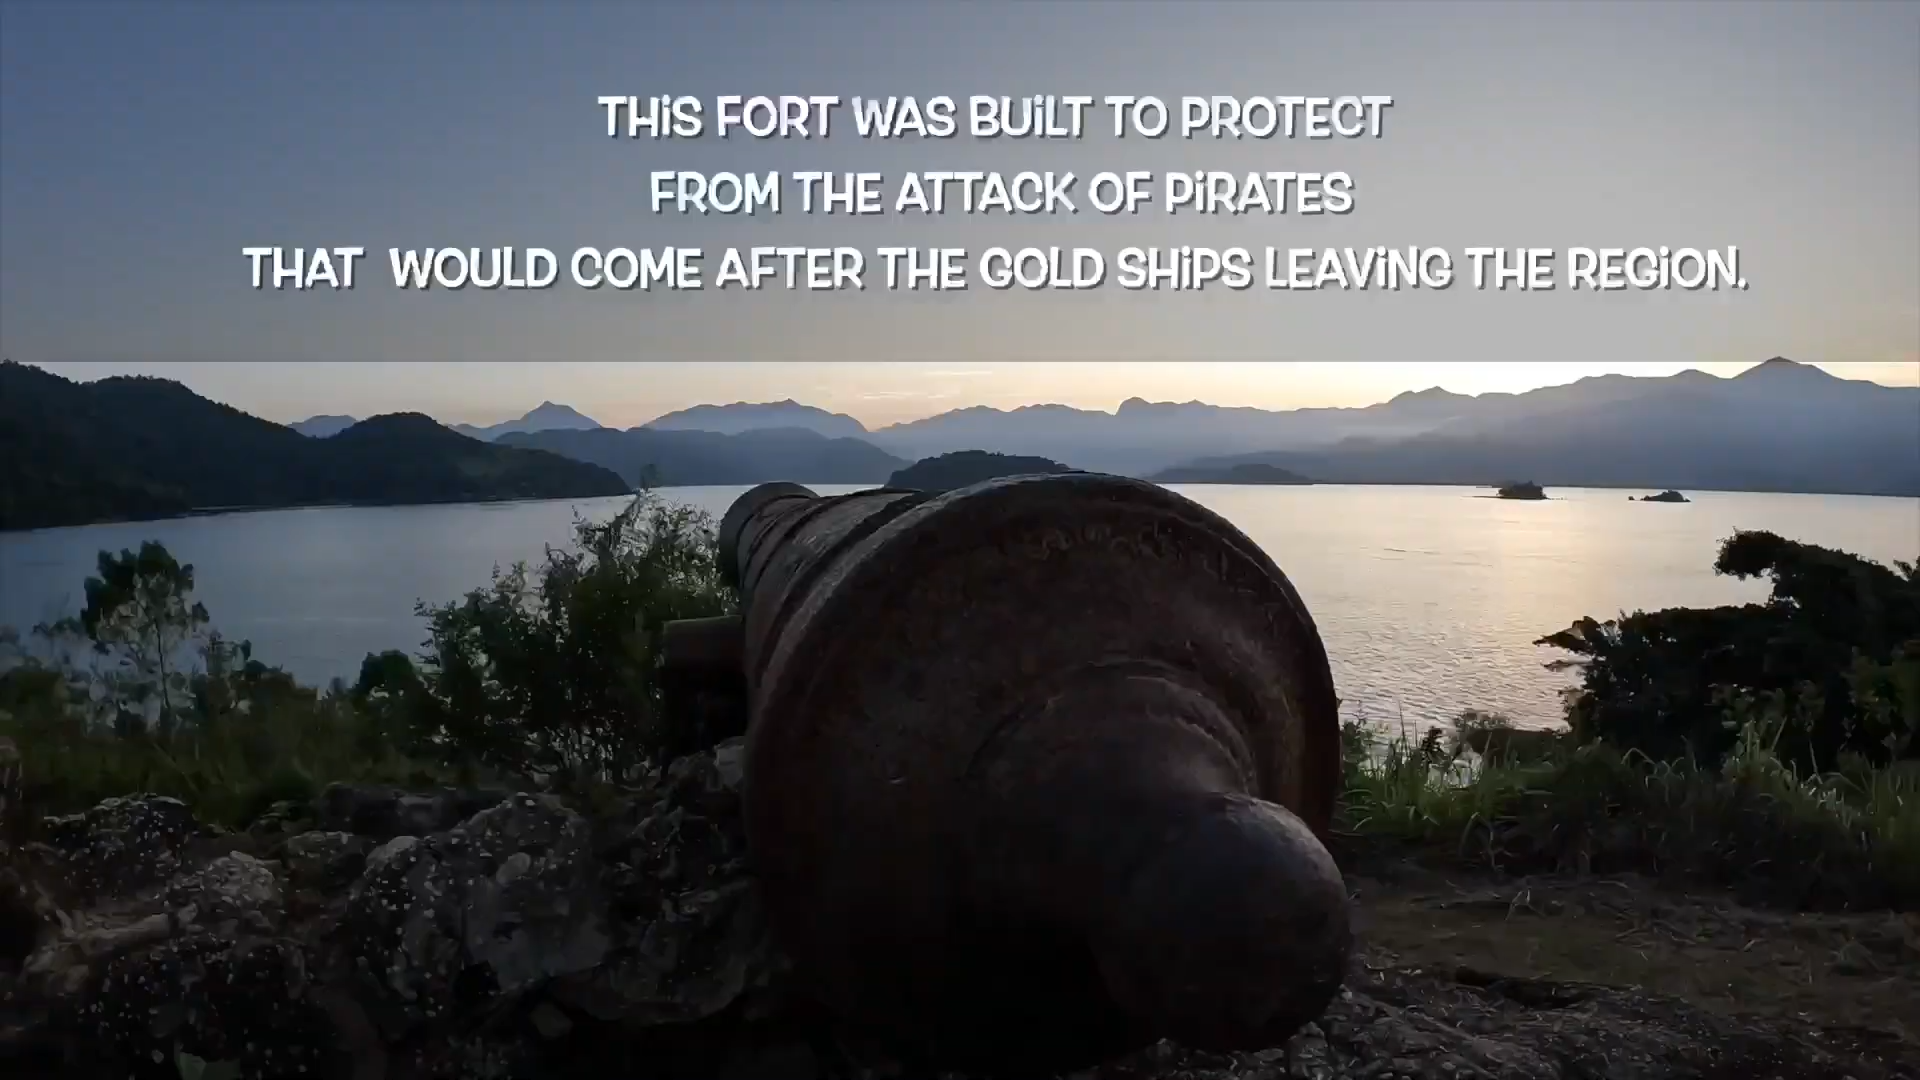 THiS FORT WAS BUiLT TO PROTECT
FROM THE ATTACK OF PiRATES
THAT WOULD COME AFTER THE GOLD SHiPS LEAViNG THE REGiON.